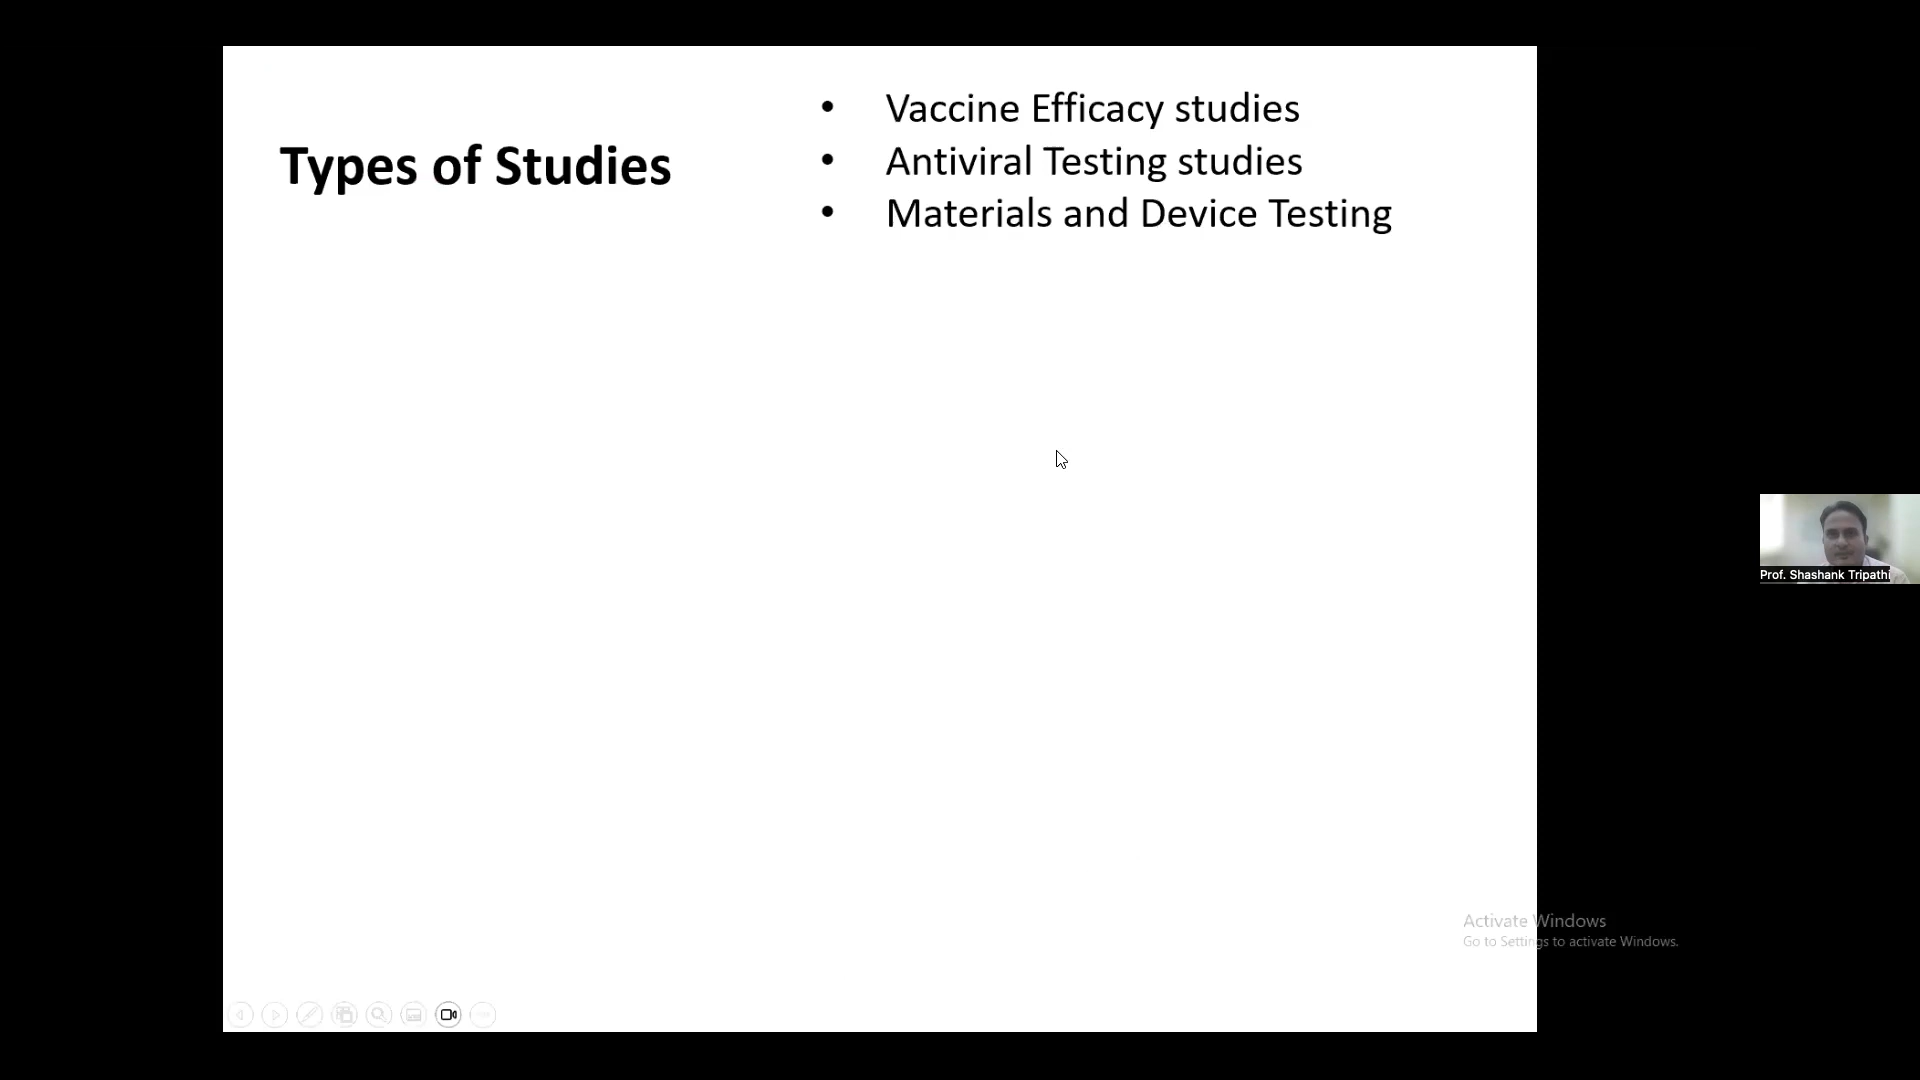 Types of Studies
• Vaccine Efficacy studies
• Antiviral Testing studies
• Materials and Device Testing
Prof. Shashank Tripathi
Activate Windows
Go to Settings to activate Windows.